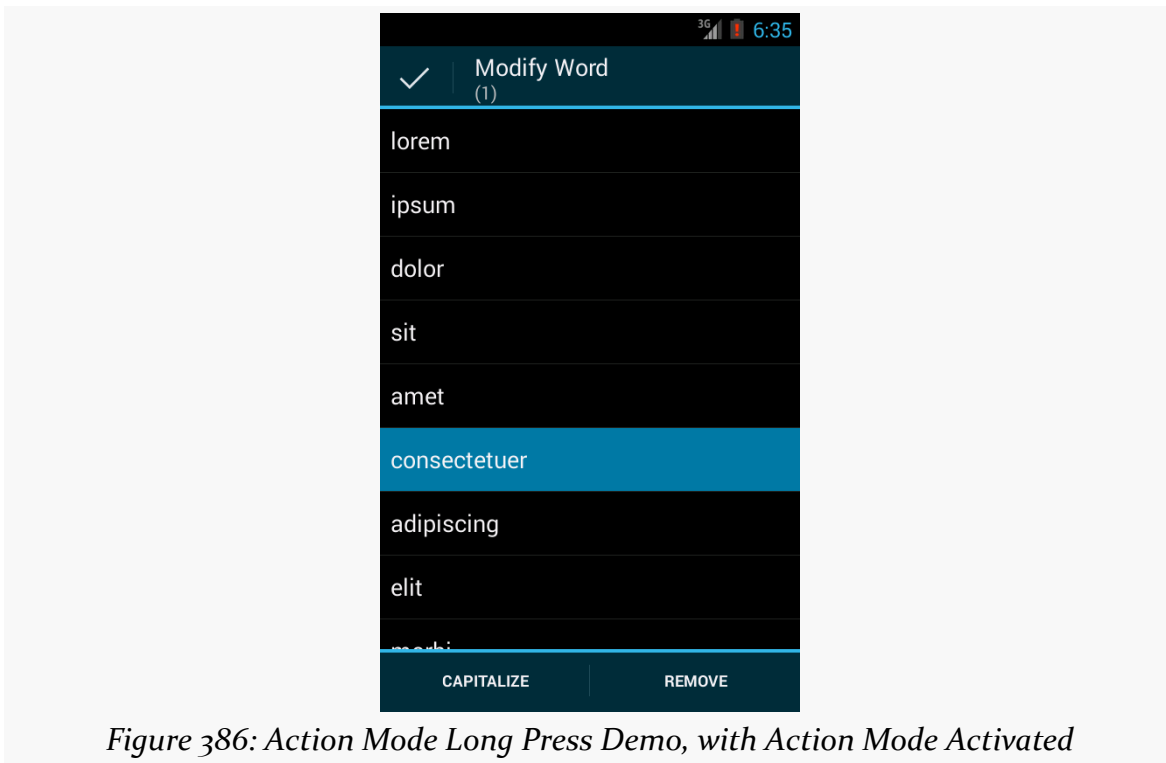 3G 6:35
Modify Word
(1)
lorem
ipsum
dolor
sit
amet
consectetuer
adipiscing
elit
morbi
CAPITALIZE REMOVE
Figure 386: Action Mode Long Press Demo, with Action Mode Activated